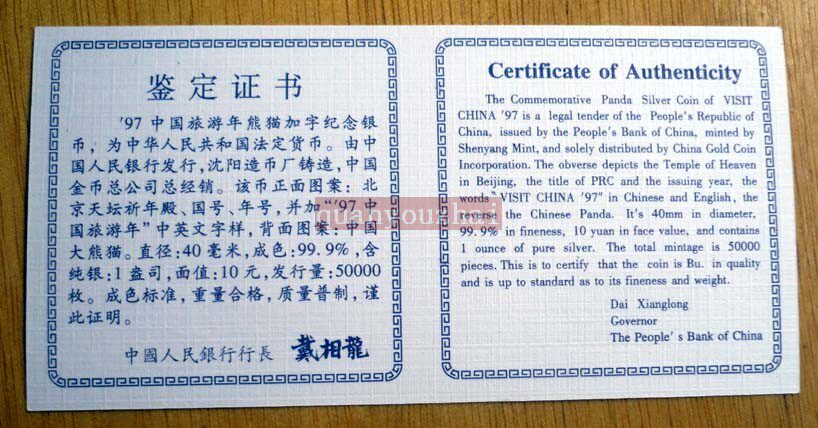 鉴定证书
'97中国旅游年熊猫加字纪念银
币，为中华人民共和国法定货币。由中
国人民银行发行，沈阳造币厂铸造，中国
金币总公司总经销。该币正面图案：北
京天坛祈年殿、国号、年号，并加“'97中
国旅游年”中英文字样，背面图案：中国
大熊猫。直径：40毫米，成色：99.9%，含
纯银：1盎司，面值：10元，发行量：50000
枚。成色标准，重量合格，质量普制，谨
此证明。
中國人民銀行行長 戴相龍
Certificate of Authenticity
The Commemorative Panda Silver Coin of VISIT
CHINA '97 is a legal tender of the People's Republic of
China, issued by the People's Bank of China, minted by
Shenyang Mint, and solely distributed by China Gold Coin
Incorporation. The obverse depicts the Temple of Heaven
in Beijing, the title of PRC and the issuing year, the
words "VISIT CHINA '97" in Chinese and English, the
reverse the Chinese Panda. It's 40mm in diameter,
99.9% in fineness, 10 yuan in face value, and contains
1 ounce of pure silver. The total mintage is 50000
pieces. This is to certify that the coin is Bu. in quality
and is up to standard as to its fineness and weight.
Dai Xianglong
Governor
The People's Bank of China
quanyouzhai